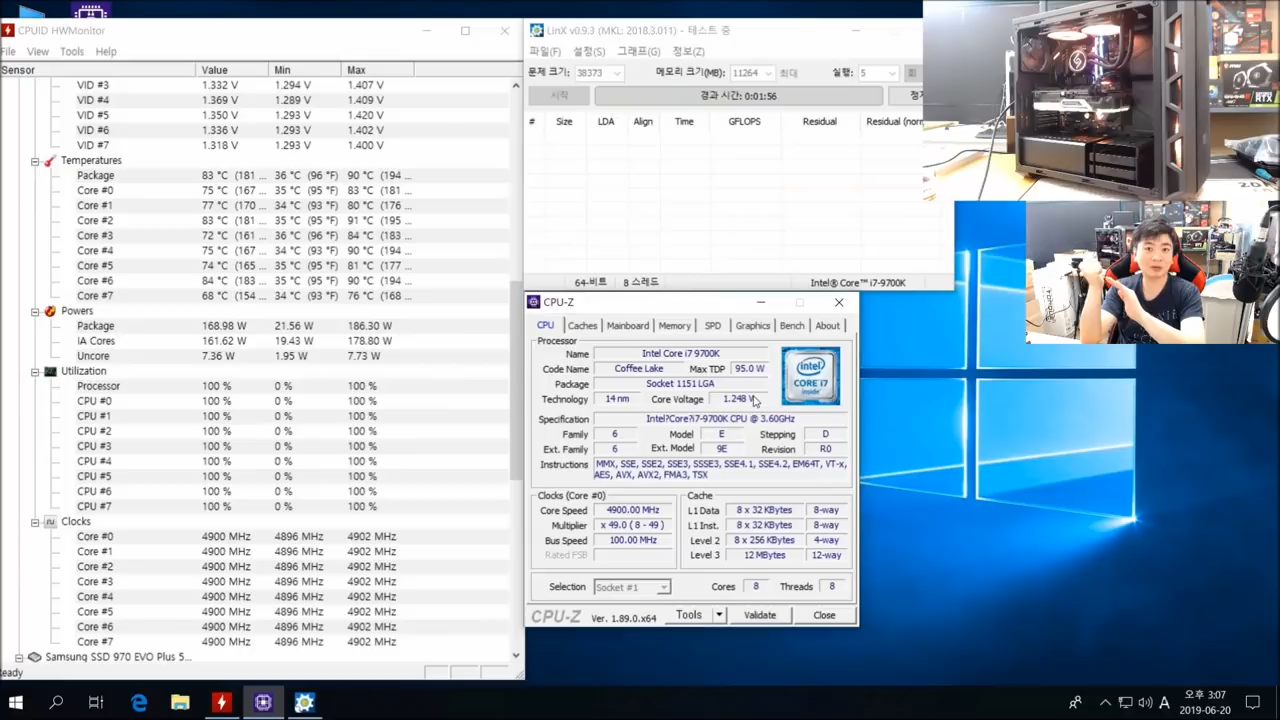 CPUID HWMonitor
File View Tools Help
Sensor Value Min Max
VID #3 1.332 V 1.294 V 1.407 V
VID #4 1.369 V 1.289 V 1.409 V
VID #5 1.350 V 1.293 V 1.420 V
VID #6 1.336 V 1.293 V 1.402 V
VID #7 1.318 V 1.293 V 1.400 V
Temperatures
Package 83 °C (181 ... 36 °C (96 °F) 90 °C (194 ...
Core #0 75 °C (167 ... 35 °C (95 °F) 83 °C (181 ...
Core #1 77 °C (170 ... 34 °C (93 °F) 80 °C (176 ...
Core #2 83 °C (181 ... 35 °C (95 °F) 91 °C (195 ...
Core #3 72 °C (161 ... 36 °C (96 °F) 84 °C (183 ...
Core #4 75 °C (167 ... 34 °C (93 °F) 90 °C (194 ...
Core #5 74 °C (165 ... 35 °C (95 °F) 81 °C (177 ...
Core #6 84 °C (183 ... 35 °C (95 °F) 90 °C (194 ...
Core #7 68 °C (154 ... 34 °C (93 °F) 76 °C (168 ...
Powers
Package 168.98 W 21.56 W 186.30 W
IA Cores 161.62 W 19.43 W 178.80 W
Uncore 7.36 W 1.95 W 7.73 W
Utilization
Processor 100 % 0 % 100 %
CPU #0 100 % 0 % 100 %
CPU #1 100 % 0 % 100 %
CPU #2 100 % 0 % 100 %
CPU #3 100 % 0 % 100 %
CPU #4 100 % 0 % 100 %
CPU #5 100 % 0 % 100 %
CPU #6 100 % 0 % 100 %
CPU #7 100 % 0 % 100 %
Clocks
Core #0 4900 MHz 4896 MHz 4902 MHz
Core #1 4900 MHz 4896 MHz 4902 MHz
Core #2 4900 MHz 4896 MHz 4902 MHz
Core #3 4900 MHz 4896 MHz 4902 MHz
Core #4 4900 MHz 4896 MHz 4902 MHz
Core #5 4900 MHz 4896 MHz 4902 MHz
Core #6 4900 MHz 4896 MHz 4902 MHz
Core #7 4900 MHz 4896 MHz 4902 MHz
Samsung SSD 970 EVO Plus 5...
eady
LinX v0.9.3 (MKL: 2018.3.011) - 테스트 중
파일(F) 설정(S) 그래프(G) 정보(Z)
문제 크기: 38373 메모리 크기(MB): 11264 최대 실행: 5 회
시작 경과 시간: 0:01:56 정
# Size LDA Align Time GFLOPS Residual Residual (nor
64-비트 8 스레드 Intel® Core™ i7-9700K
CPU-Z
CPU Caches Mainboard Memory SPD Graphics Bench About
Processor
Name Intel Core i7 9700K
Code Name Coffee Lake Max TDP 95.0 W
Package Socket 1151 LGA
Technology 14 nm Core Voltage 1.248 V
intel CORE i7 inside
Specification Intel?Core?i7-9700K CPU @ 3.60GHz
Family 6 Model E Stepping D
Ext. Family 6 Ext. Model 9E Revision R0
Instructions MMX, SSE, SSE2, SSE3, SSSE3, SSE4.1, SSE4.2, EM64T, VT-x,
AES, AVX, AVX2, FMA3, TSX
Clocks (Core #0)
Core Speed 4900.00 MHz
Multiplier x 49.0 ( 8 - 49 )
Bus Speed 100.00 MHz
Rated FSB
Cache
L1 Data 8 x 32 KBytes 8-way
L1 Inst. 8 x 32 KBytes 8-way
Level 2 8 x 256 KBytes 4-way
Level 3 12 MBytes 12-way
Selection Socket #1 Cores 8 Threads 8
CPU-Z Ver. 1.89.0.x64 Tools Validate Close
A 오후 3:07
2019-06-20